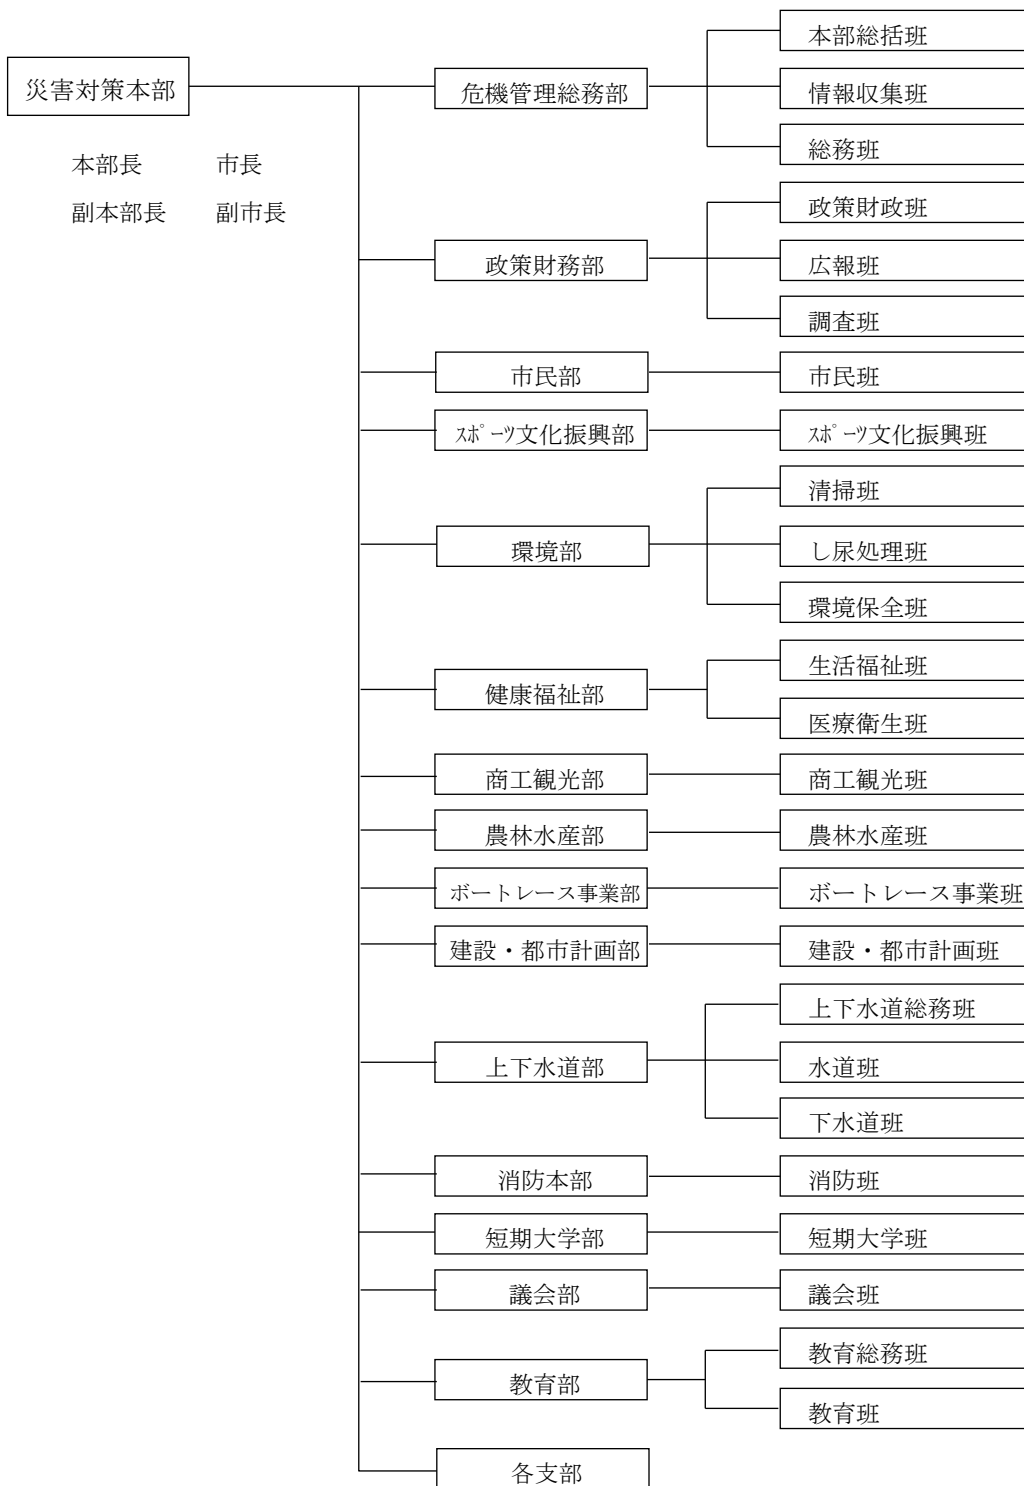 災害対策本部
本部長 市長
副本部長 副市長
危機管理総務部
本部総括班
情報収集班
総務班
政策財務部
政策財政班
広報班
調査班
市民部
市民班
ｽﾎﾟｰﾂ文化振興部
ｽﾎﾟｰﾂ文化振興班
環境部
清掃班
し尿処理班
環境保全班
健康福祉部
生活福祉班
医療衛生班
商工観光部
商工観光班
農林水産部
農林水産班
ボートレース事業部
ボートレース事業班
建設・都市計画部
建設・都市計画班
上下水道部
上下水道総務班
水道班
下水道班
消防本部
消防班
短期大学部
短期大学班
議会部
議会班
教育部
教育総務班
教育班
各支部